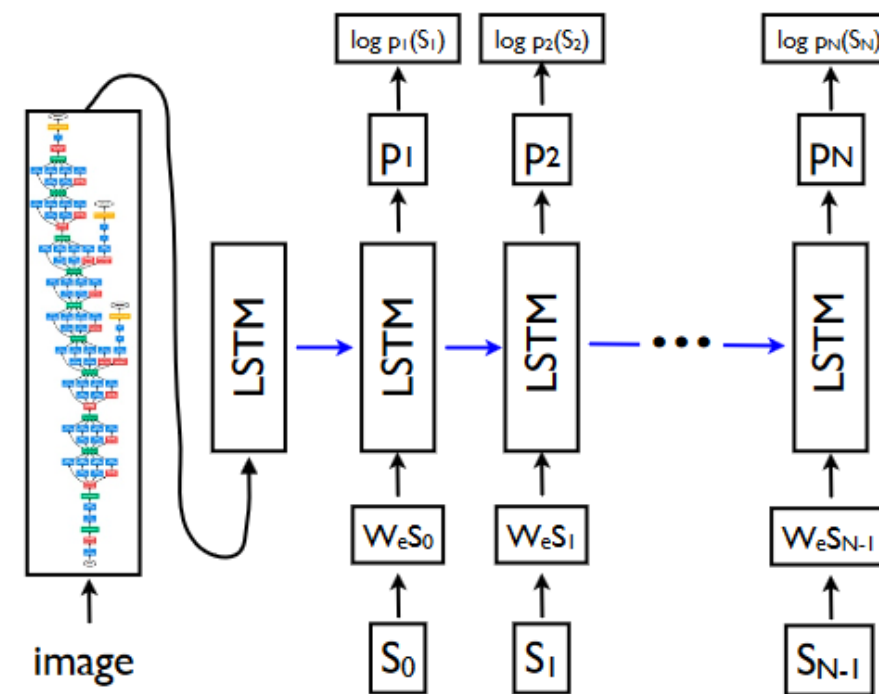 log p₁(S₁) log p₂(S₂) log pN(SN)
p₁ p₂ pN
LSTM LSTM LSTM ••• LSTM
WₑS₀ WₑS₁ WₑSN-1
image S₀ S₁ SN-1